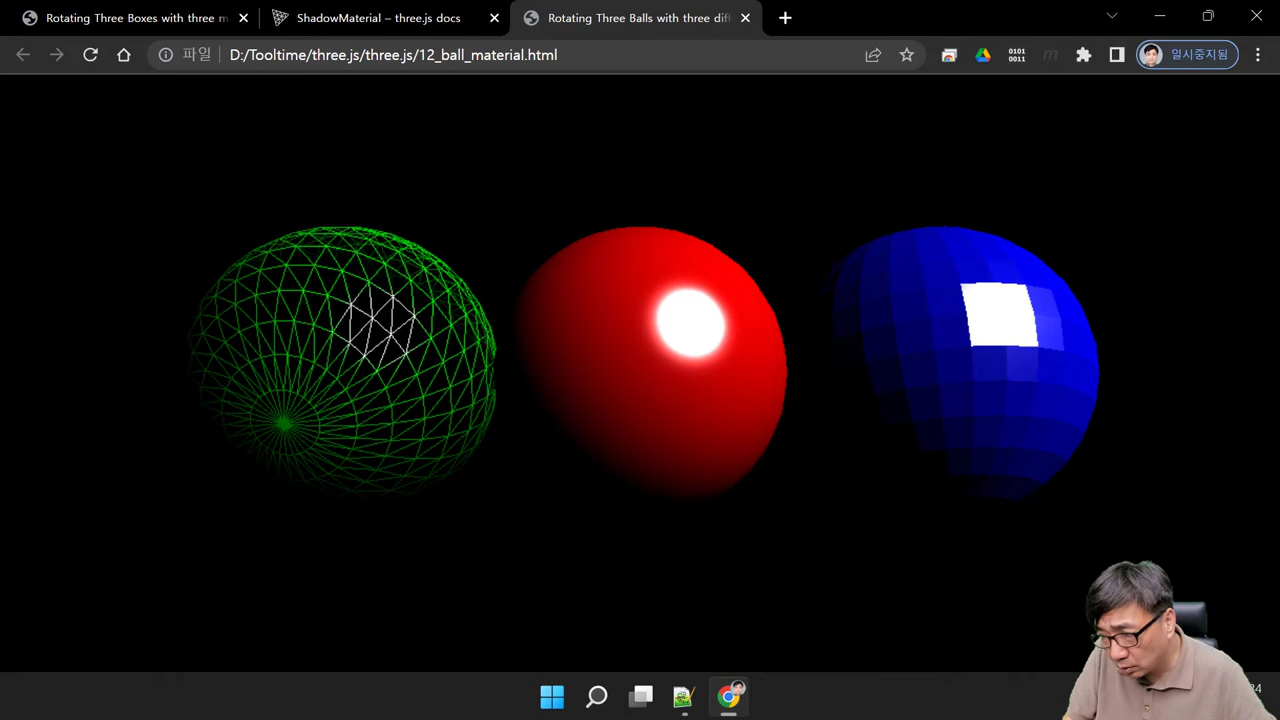 Rotating Three Boxes with three m
ShadowMaterial – three.js docs
Rotating Three Balls with three dif
파일
D:/Tooltime/three.js/three.js/12_ball_material.html
0101
0011
m
일시중지됨